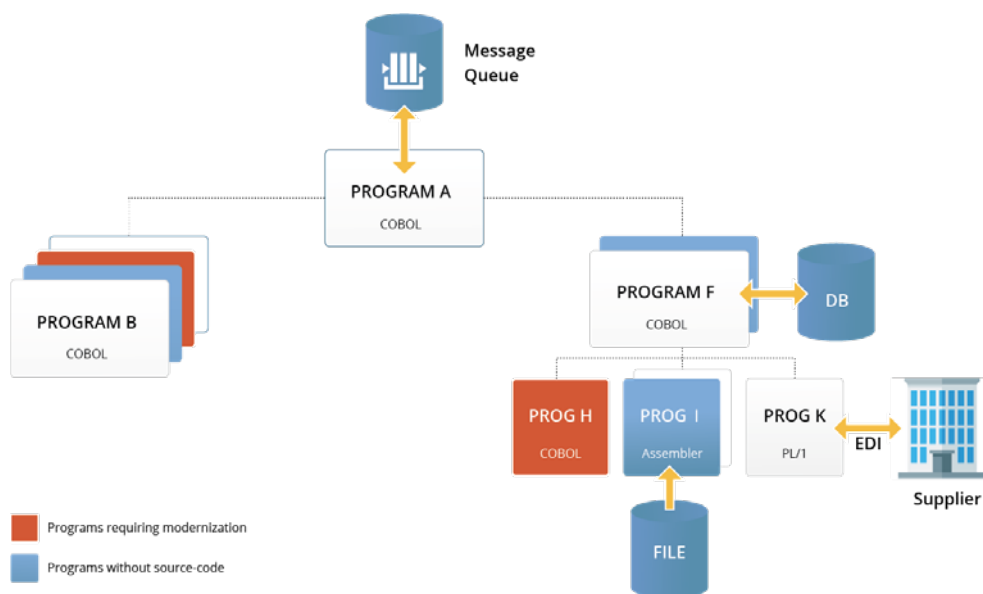 Message
Queue
PROGRAM A
COBOL
PROGRAM B
COBOL
PROGRAM F
COBOL
DB
PROG H
COBOL
PROG I
Assembler
PROG K
PL/1
EDI
Supplier
FILE
Programs requiring modernization
Programs without source-code